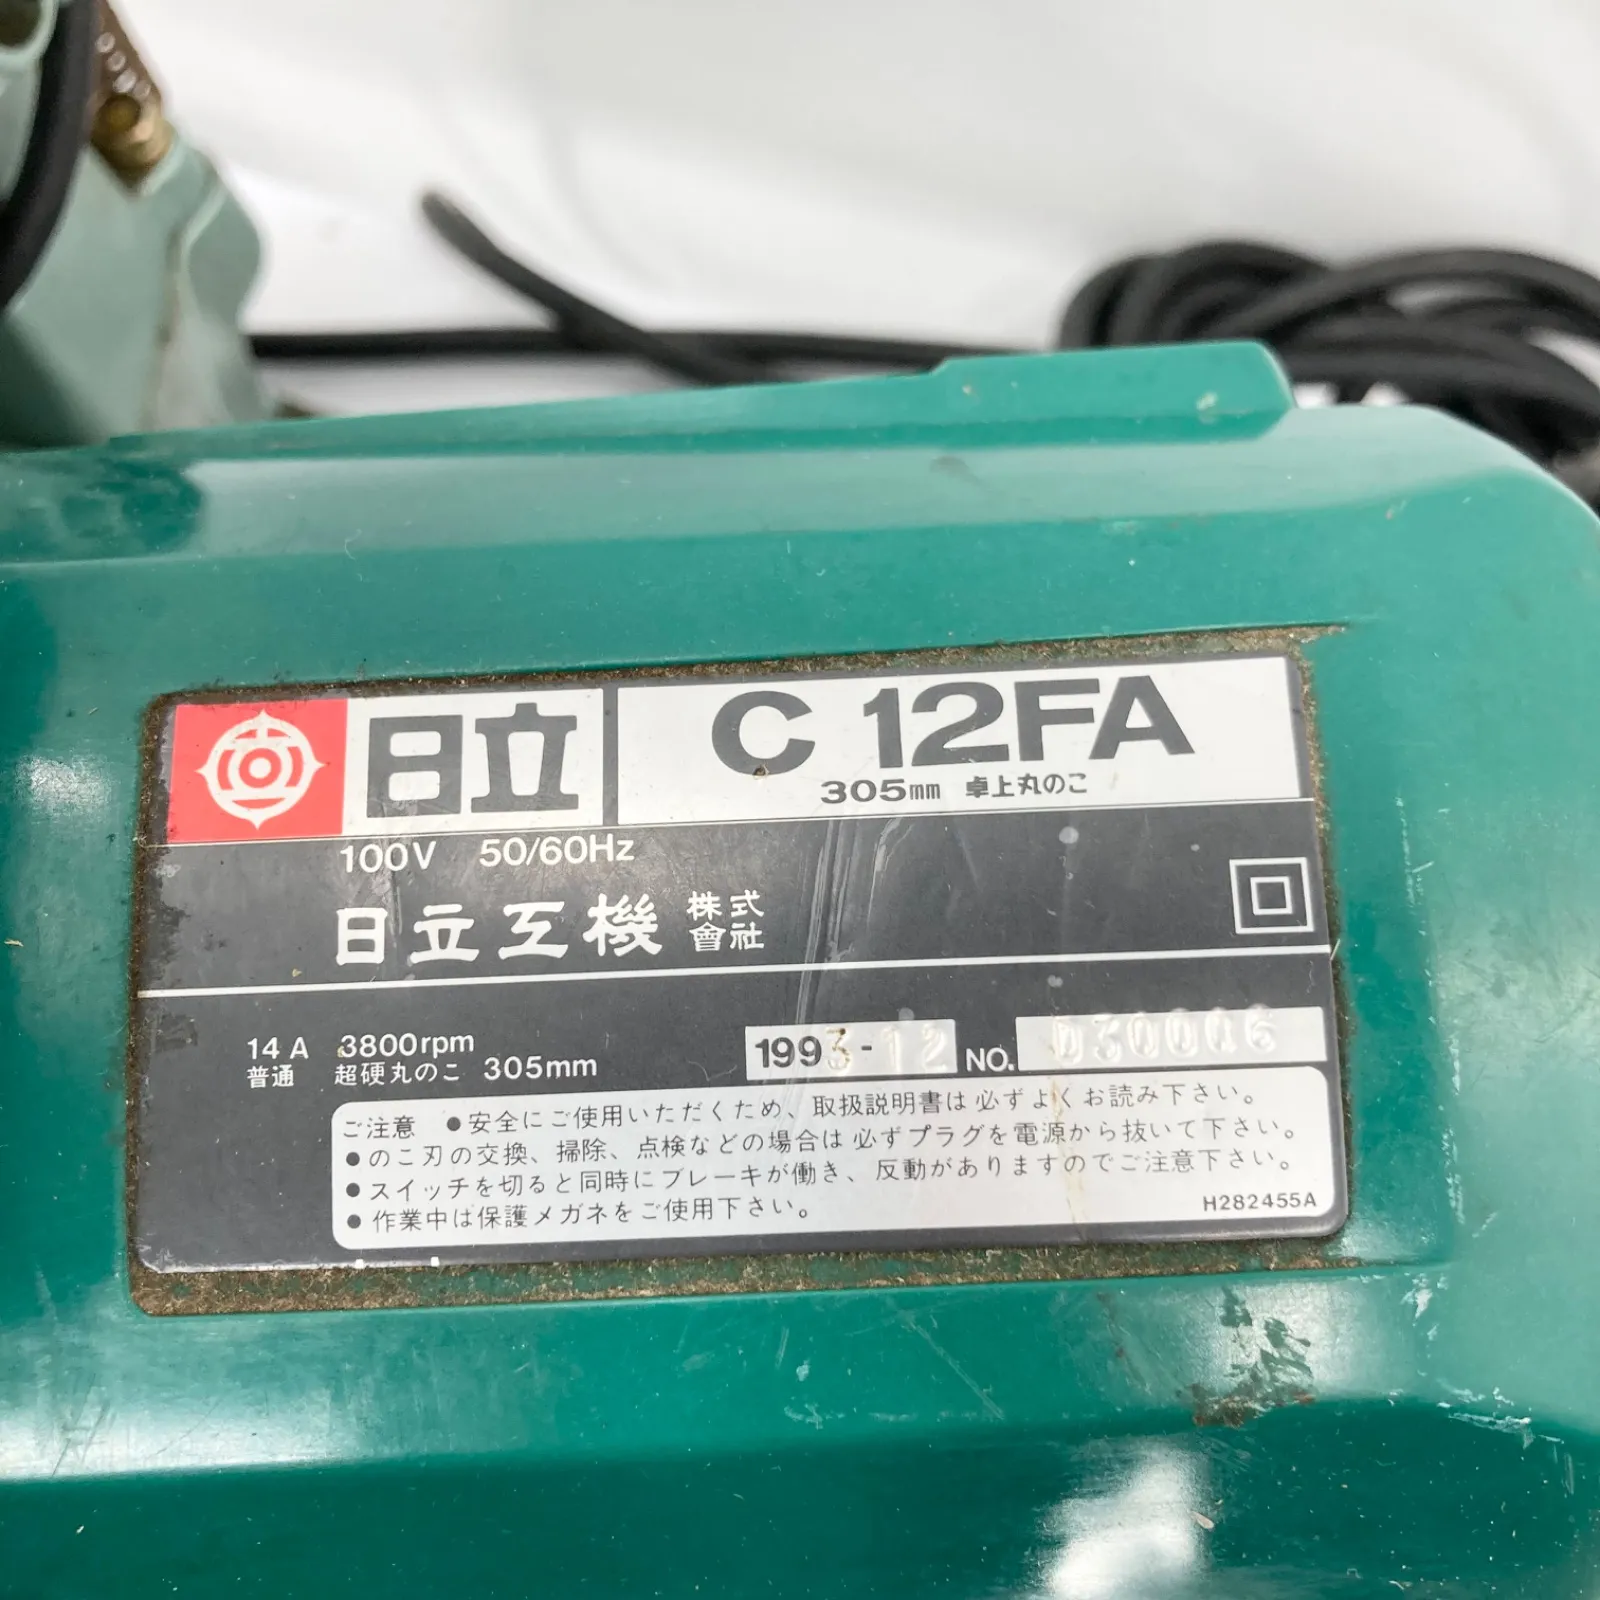 日立 C 12FA
305mm 卓上丸のこ
100V 50/60Hz
日立工機 株式會社
14A 3800rpm
普通 超硬丸のこ 305mm
1993-12 NO. D30006
ご注意 ●安全にご使用いただくため、取扱説明書は必ずよくお読み下さい。
●のこ刃の交換、掃除、点検などの場合は必ずプラグを電源から抜いて下さい。
●スイッチを切ると同時にブレーキが働き、反動がありますのでご注意下さい。
●作業中は保護メガネをご使用下さい。
H282455A